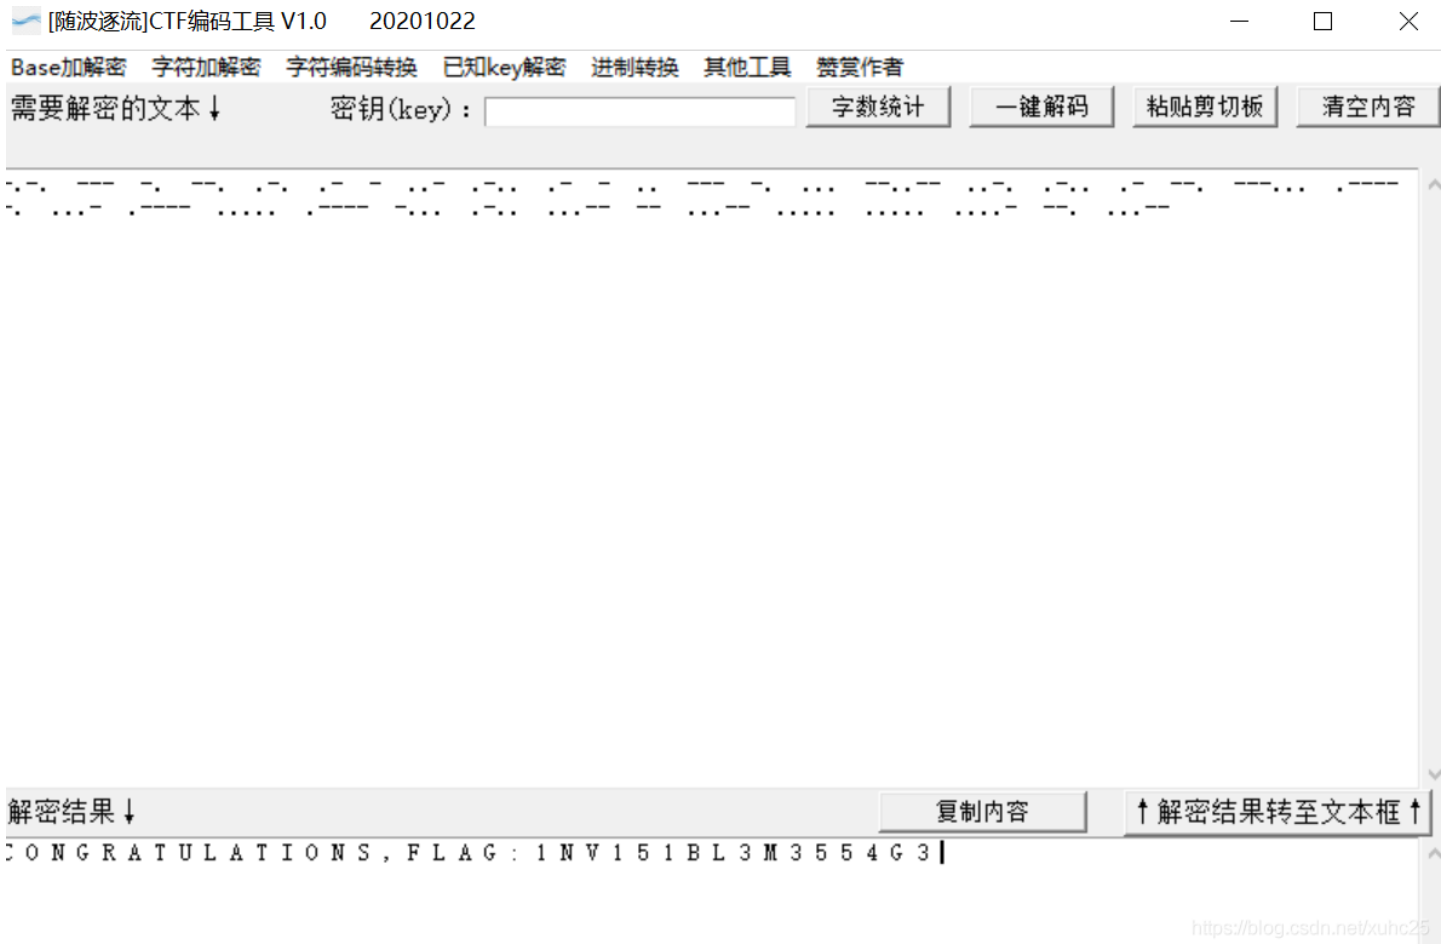 [随波逐流]CTF编码工具 V1.0 20201022
Base加解密 字符加解密 字符编码转换 已知key解密 进制转换 其他工具 赞赏作者
需要解密的文本↓ 密钥(key)： 字数统计 一键解码 粘贴剪切板 清空内容
-.-. --- -. --. .-. .- - ..- .-.. .- - .. --- -. ... --..-- ..-. .-.. .- --. ---... .----
-. ...- .---- ..... .---- -... .-.. ...-- -- ...-- ..... ..... ....- --. ...--
解密结果↓ 复制内容 ↑解密结果转至文本框↑
CONGRATULATIONS,FLAG:1NV151BL3M3554G3
https://blog.csdn.net/xuhc25